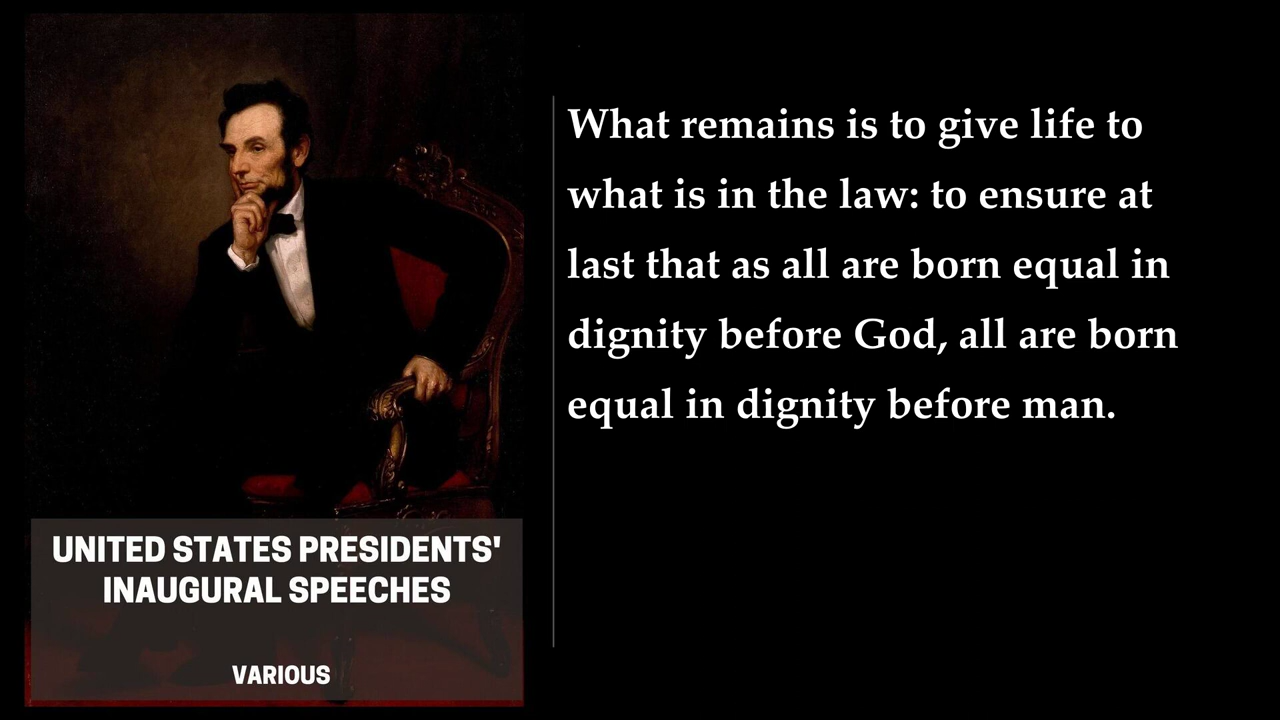 What remains is to give life to
what is in the law: to ensure at
last that as all are born equal in
dignity before God, all are born
equal in dignity before man.
UNITED STATES PRESIDENTS'
INAUGURAL SPEECHES
VARIOUS